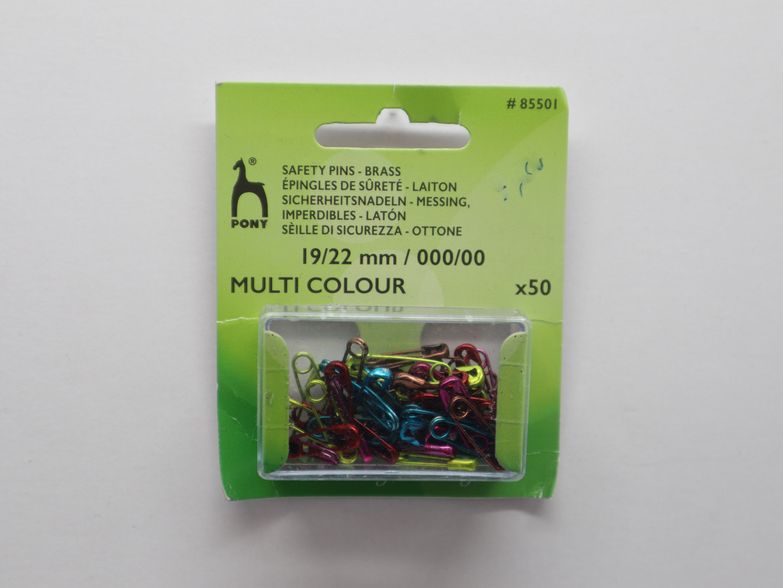 # 85501
®
PONY
SAFETY PINS - BRASS
ÉPINGLES DE SÛRETÉ - LAITON
SICHERHEITSNADELN - MESSING,
IMPERDIBLES - LATÓN
SÈILLE DI SICUREZZA - OTTONE
19/22 mm / 000/00
MULTI COLOUR
x50